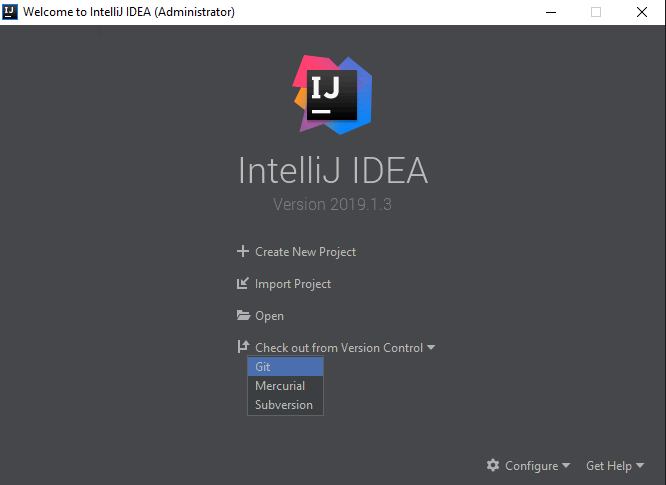 IJ Welcome to IntelliJ IDEA (Administrator)
IJ
IntelliJ IDEA
Version 2019.1.3
Create New Project
Import Project
Open
Check out from Version Control
Git
Mercurial
Subversion
Configure Get Help